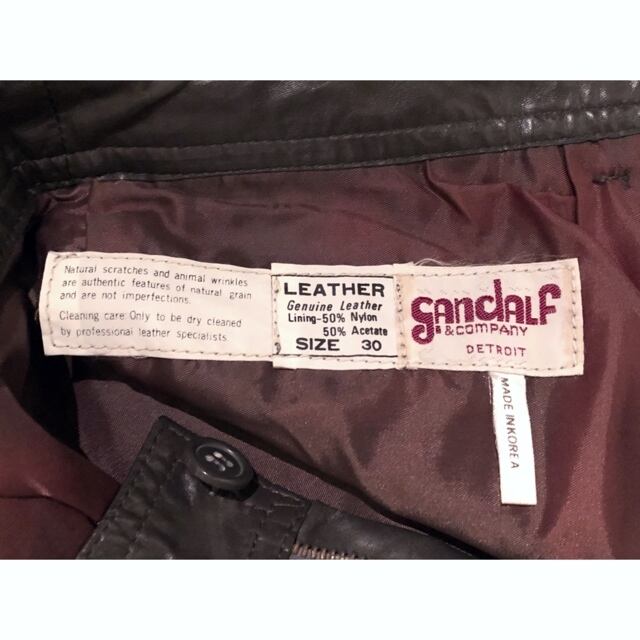 Natural scratches and animal wrinkles
are authentic features of natural grain
and are not imperfections.
Cleaning care: Only to be dry cleaned
by professional leather specialists.
LEATHER
Genuine Leather
Lining-50% Nylon
50% Acetate
SIZE 30
Gandalf
& COMPANY
DETROIT
MADE IN KOREA